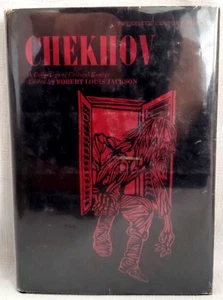 CHEKHOV
A Collection of Critical Essays
Edited by ROBERT LOUIS JACKSON